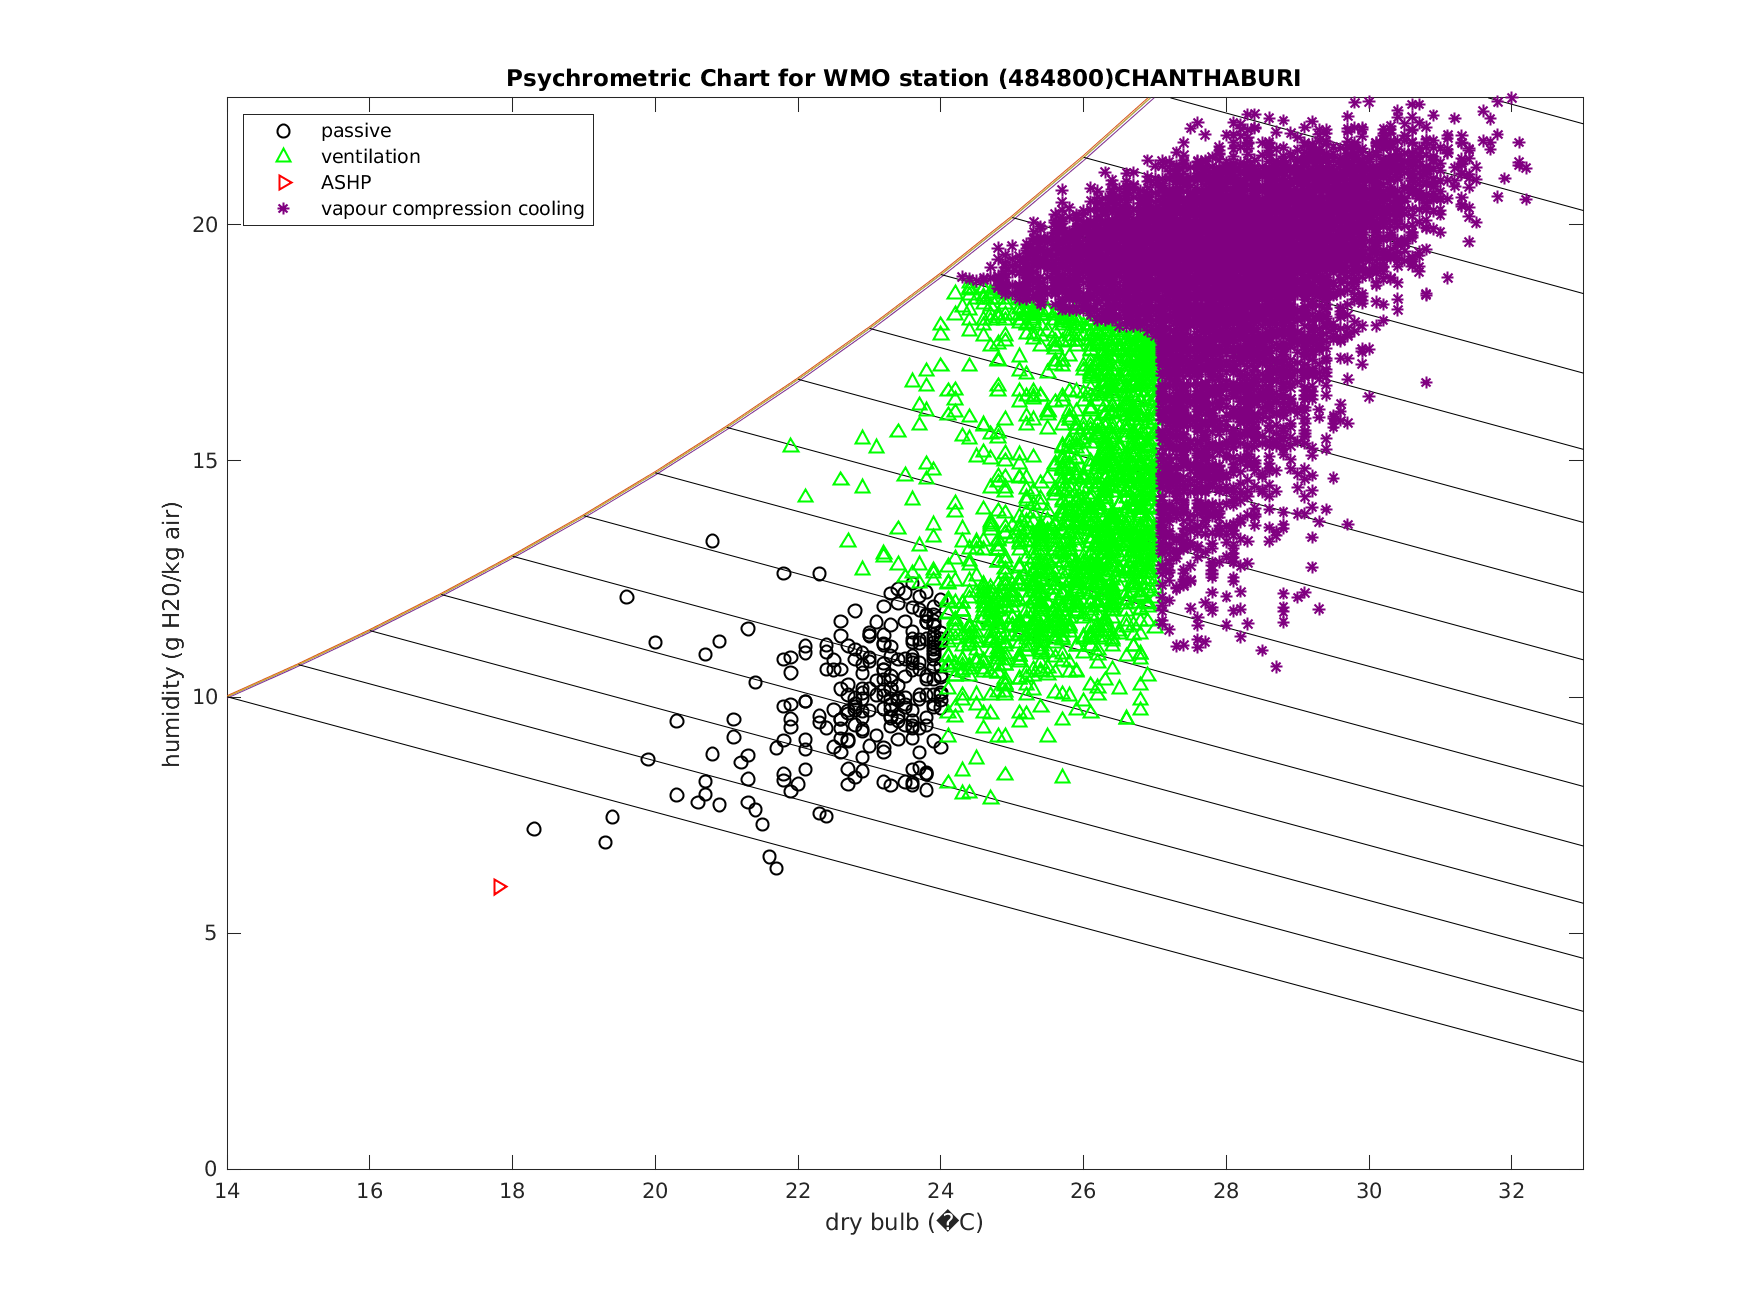 Psychrometric Chart for WMO station (484800)CHANTHABURI
passive
ventilation
ASHP
vapour compression cooling
humidity (g H20/kg air)
20
15
10
5
0
14 16 18 20 22 24 26 28 30 32
dry bulb (�C)